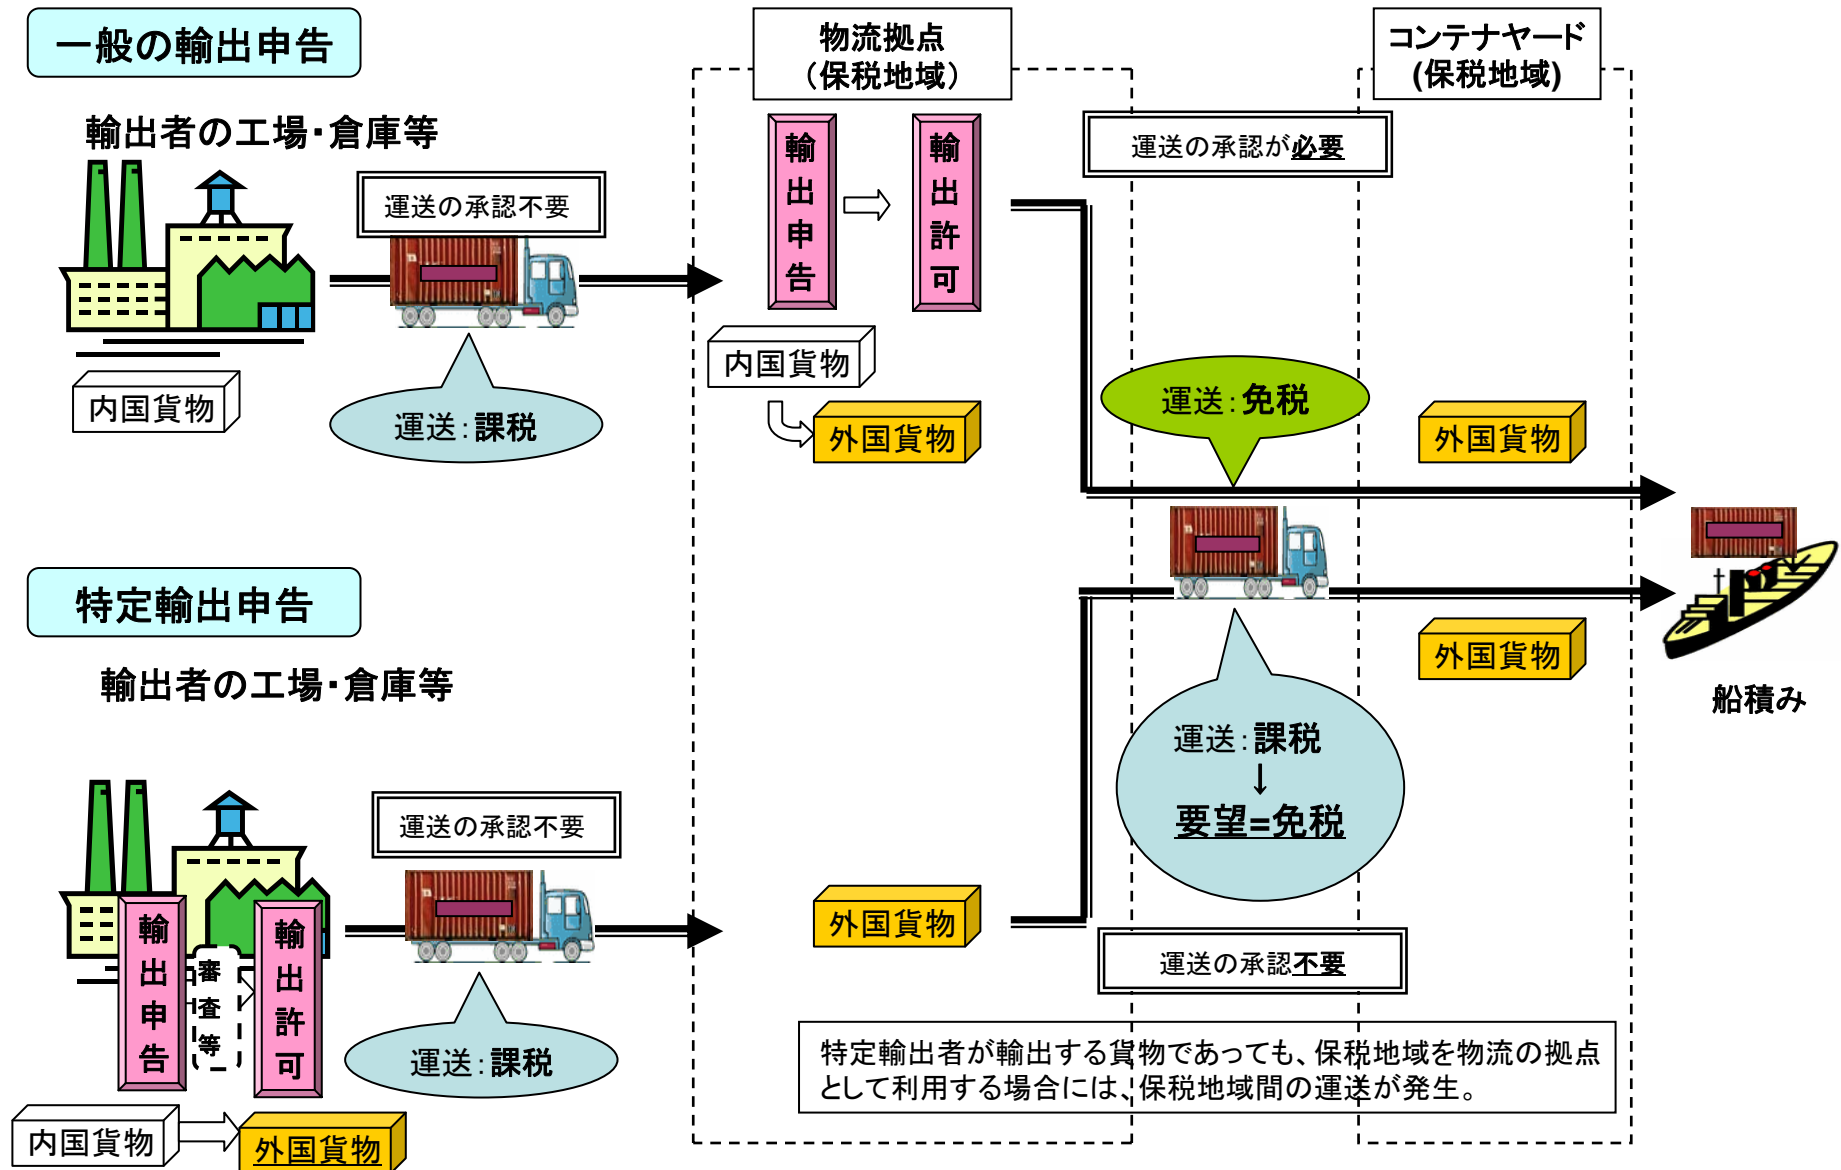 一般の輸出申告
物流拠点
（保税地域）
コンテナヤード
(保税地域)
輸出者の工場・倉庫等
運送の承認不要
輸出申告
輸出許可
運送の承認が必要
内国貨物
運送：課税
内国貨物
外国貨物
運送：免税
外国貨物
特定輸出申告
輸出者の工場・倉庫等
外国貨物
船積み
運送：課税
↓
要望=免税
運送の承認不要
外国貨物
輸出申告
審査等
輸出許可
運送の承認不要
運送：課税
特定輸出者が輸出する貨物であっても、保税地域を物流の拠点
として利用する場合には、保税地域間の運送が発生。
内国貨物
外国貨物